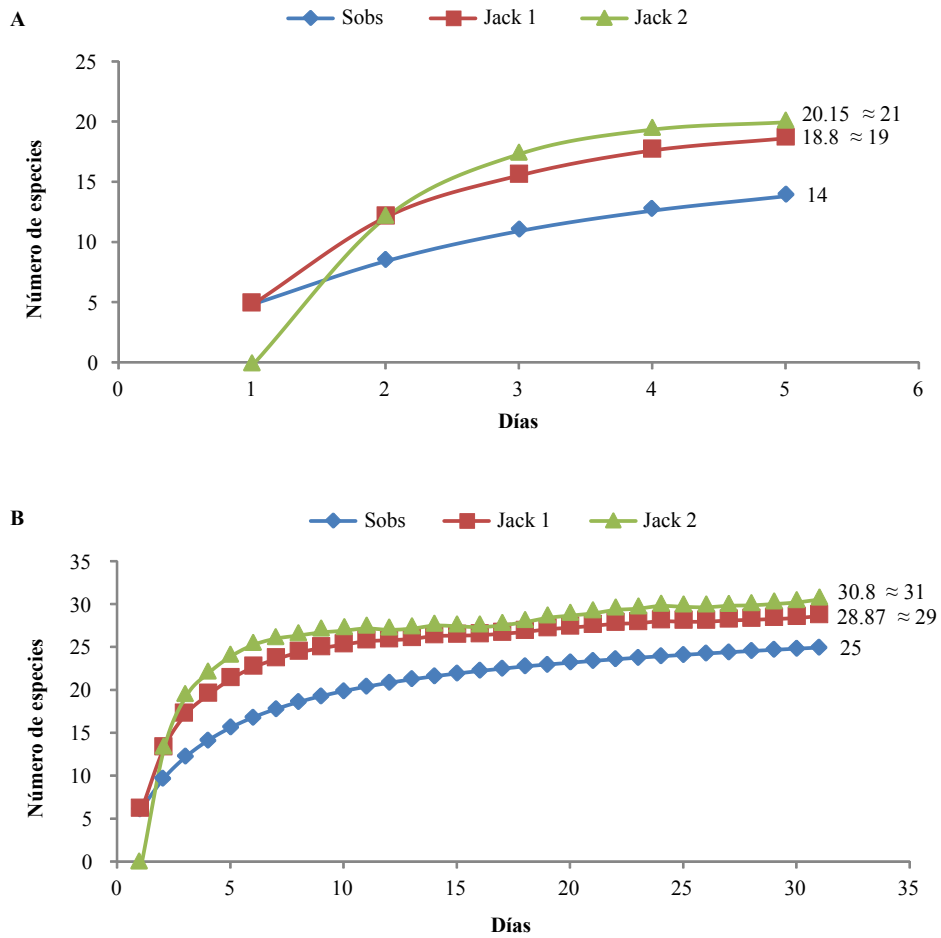 A
Sobs Jack 1 Jack 2
25
20
15
10
5
0
Número de especies
20.15 ≈ 21
18.8 ≈ 19
14
0 1 2 3 4 5 6
Días
B
Sobs Jack 1 Jack 2
35
30
25
20
15
10
5
0
Número de especies
30.8 ≈ 31
28.87 ≈ 29
25
0 5 10 15 20 25 30 35
Días